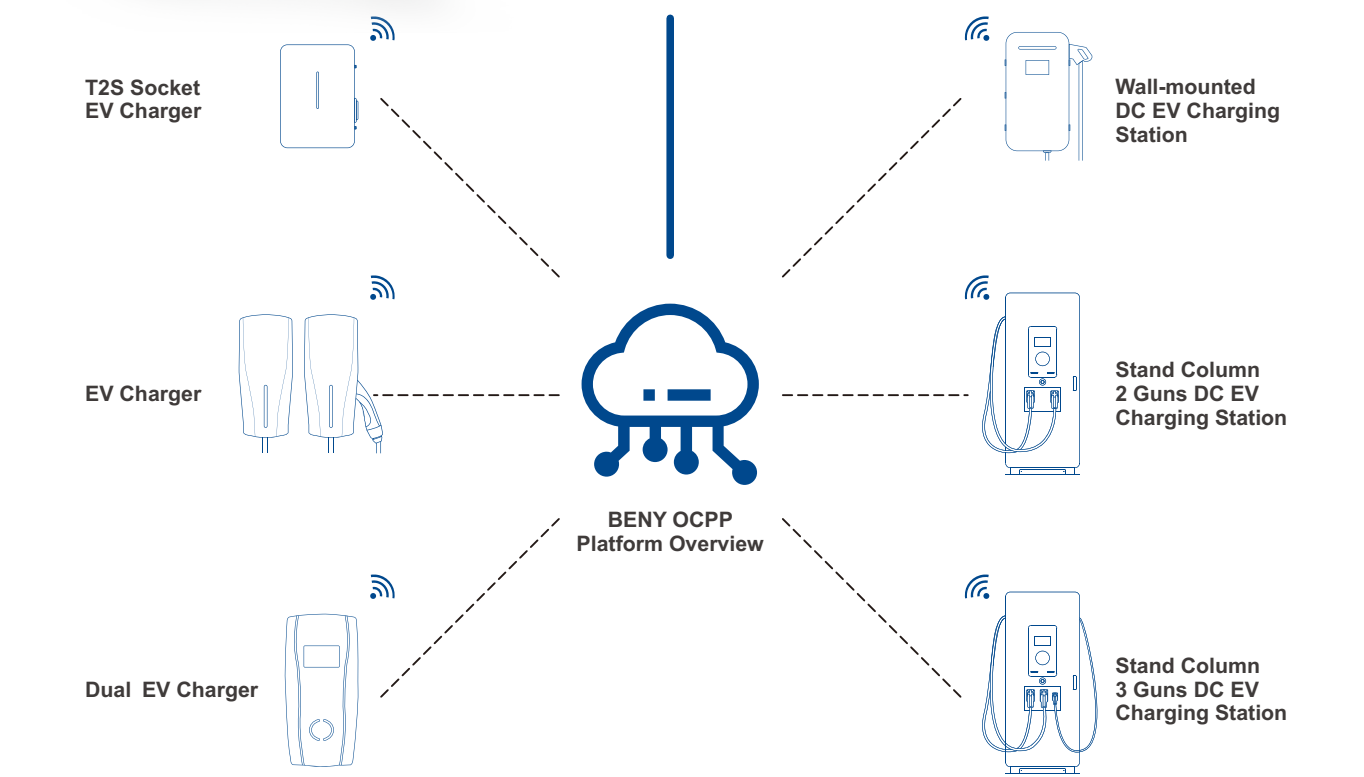 T2S Socket
EV Charger
Wall-mounted
DC EV Charging
Station
EV Charger
Stand Column
2 Guns DC EV
Charging Station
BENY OCPP
Platform Overview
Dual  EV Charger
Stand Column
3 Guns DC EV
Charging Station